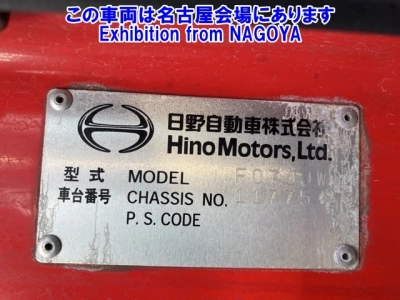 この車両は名古屋会場にあります
Exhibition from NAGOYA
日野自動車株式会社
Hino Motors, Ltd.
型式 MODEL
車台番号 CHASSIS NO.
P. S. CODE